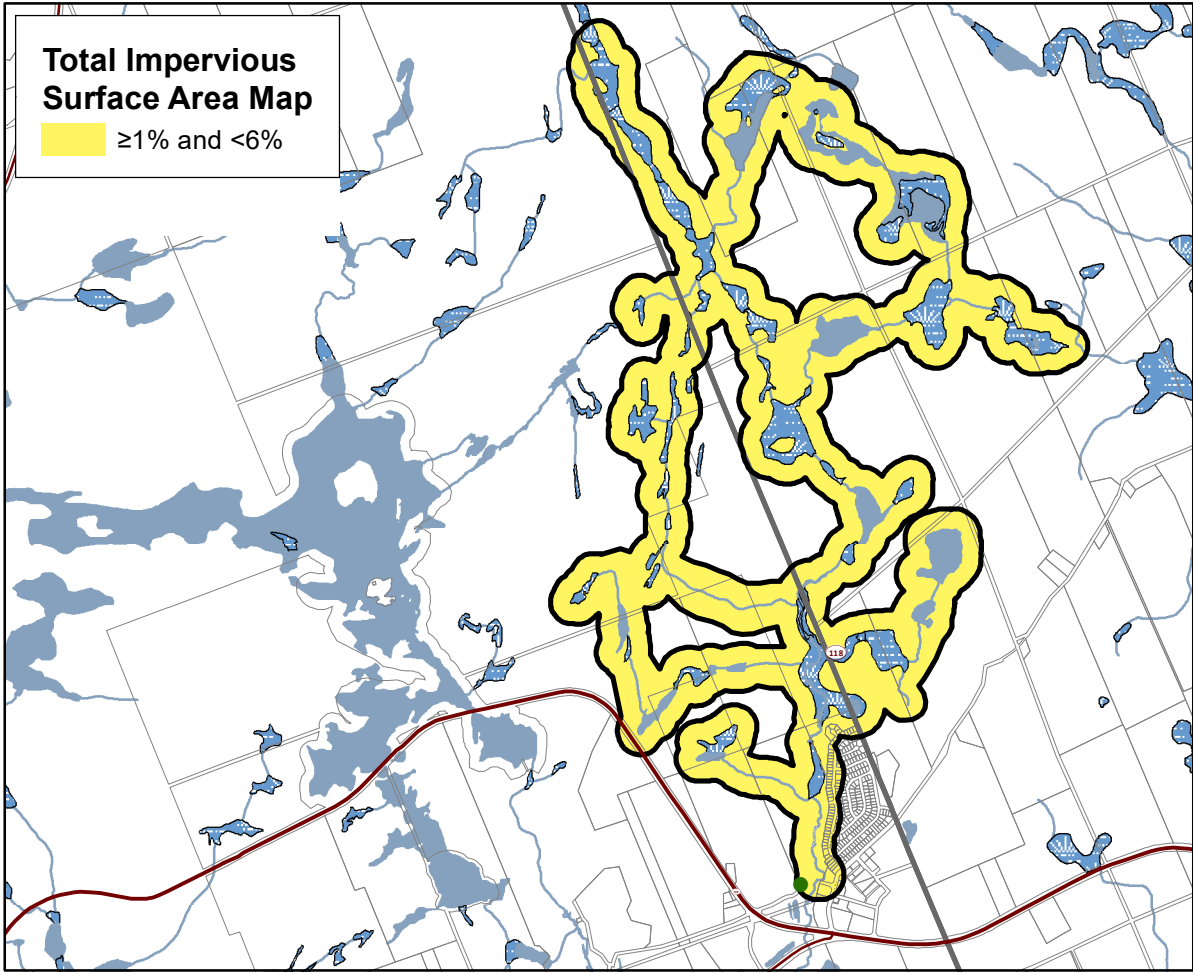 Total Impervious
Surface Area Map
≥1% and <6%
118